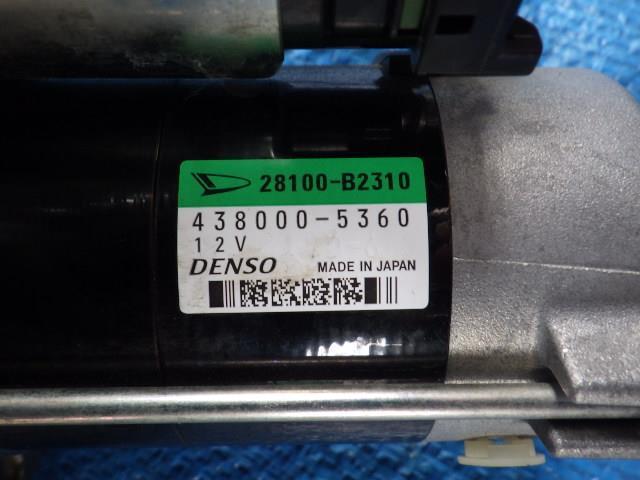 28100-B2310
438000-5360
12V
DENSO MADE IN JAPAN